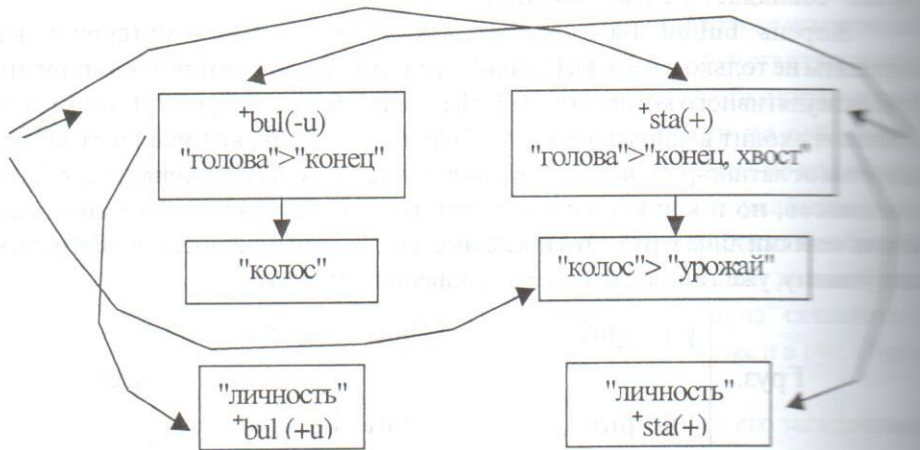 ⁺bul(-u)
"голова">"конец"
⁺sta(+)
"голова">"конец, хвост"
"колос"
"колос"> "урожай"
"личность"
⁺bul (+u)
"личность"
⁺sta(+)